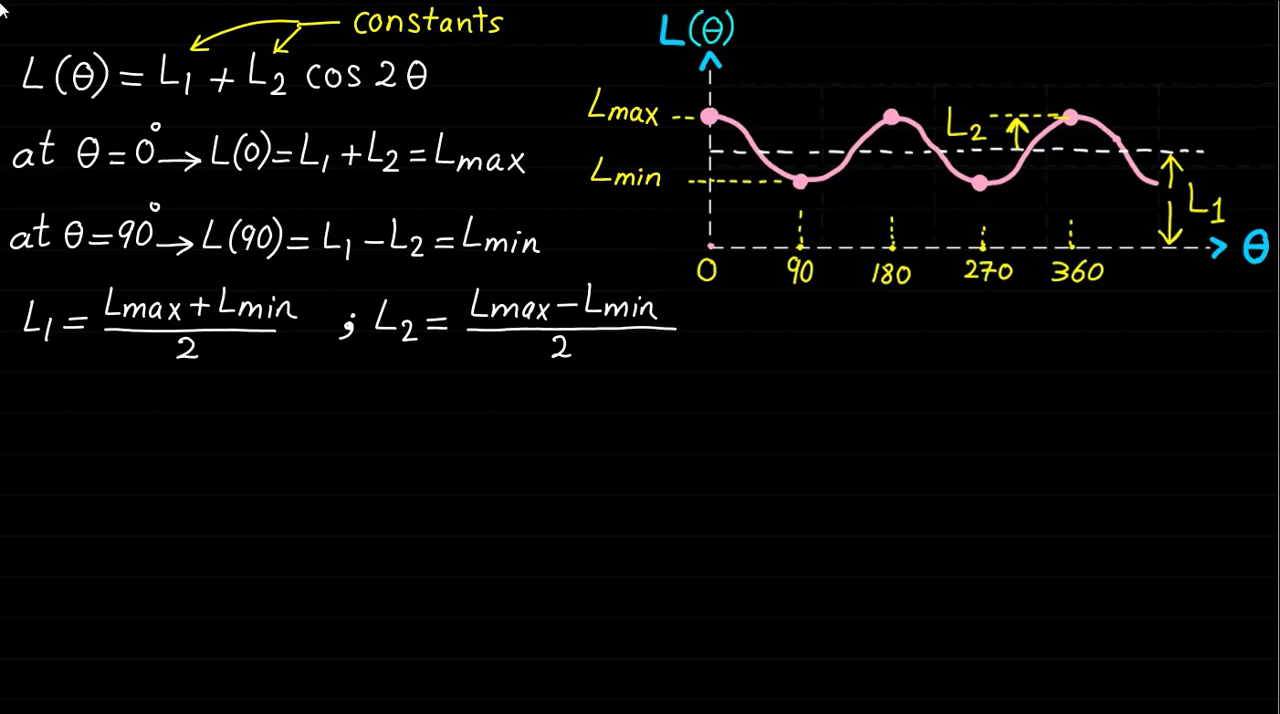 constants
L(θ) = L₁ + L₂ cos 2θ
at θ = 0° → L(0) = L₁ + L₂ = Lmax
at θ = 90° → L(90) = L₁ − L₂ = Lmin
L₁ = (Lmax + Lmin)/2 ; L₂ = (Lmax − Lmin)/2
L(θ)
Lmax
L₂
Lmin
L₁
θ
0 90 180 270 360